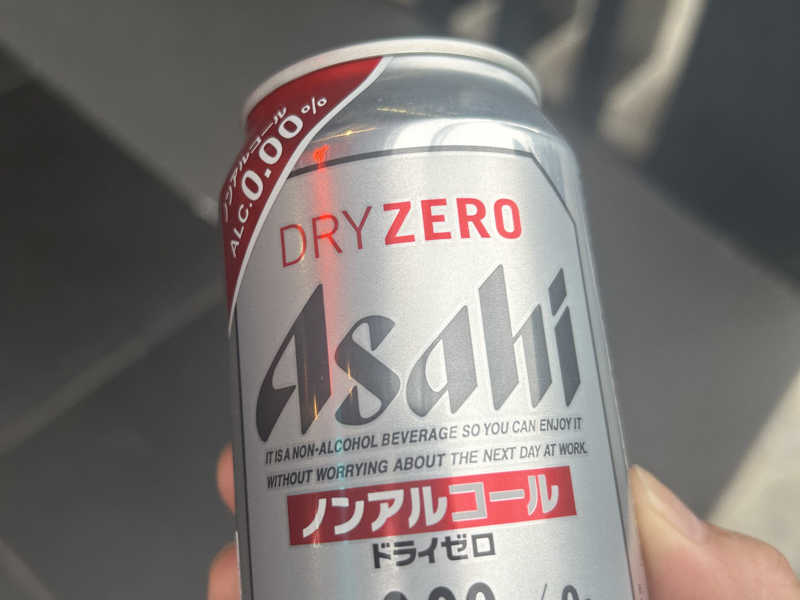 ノンアルコール
ALC.0.00%
DRY ZERO
Asahi
IT IS A NON-ALCOHOL BEVERAGE SO YOU CAN ENJOY IT
WITHOUT WORRYING ABOUT THE NEXT DAY AT WORK.
ノンアルコール
ドライゼロ